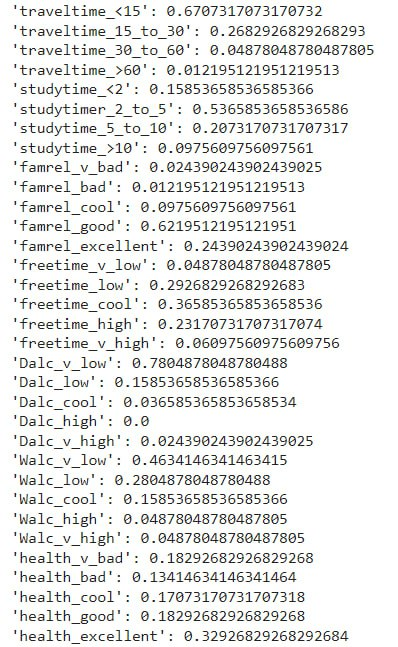 'traveltime_<15': 0.6707317073170732
'traveltime_15_to_30': 0.2682926829268293
'traveltime_30_to_60': 0.04878048780487805
'traveltime_>60': 0.012195121951219513
'studytime_<2': 0.15853658536585366
'studytimer_2_to_5': 0.5365853658536586
'studytime_5_to_10': 0.2073170731707317
'studytime_>10': 0.0975609756097561
'famrel_v_bad': 0.024390243902439025
'famrel_bad': 0.012195121951219513
'famrel_cool': 0.0975609756097561
'famrel_good': 0.6219512195121951
'famrel_excellent': 0.24390243902439024
'freetime_v_low': 0.04878048780487805
'freetime_low': 0.2926829268292683
'freetime_cool': 0.36585365853658536
'freetime_high': 0.23170731707317074
'freetime_v_high': 0.06097560975609756
'Dalc_v_low': 0.7804878048780488
'Dalc_low': 0.15853658536585366
'Dalc_cool': 0.036585365853658534
'Dalc_high': 0.0
'Dalc_v_high': 0.024390243902439025
'Walc_v_low': 0.4634146341463415
'Walc_low': 0.2804878048780488
'Walc_cool': 0.15853658536585366
'Walc_high': 0.04878048780487805
'Walc_v_high': 0.04878048780487805
'health_v_bad': 0.18292682926829268
'health_bad': 0.13414634146341464
'health_cool': 0.17073170731707318
'health_good': 0.18292682926829268
'health_excellent': 0.32926829268292684